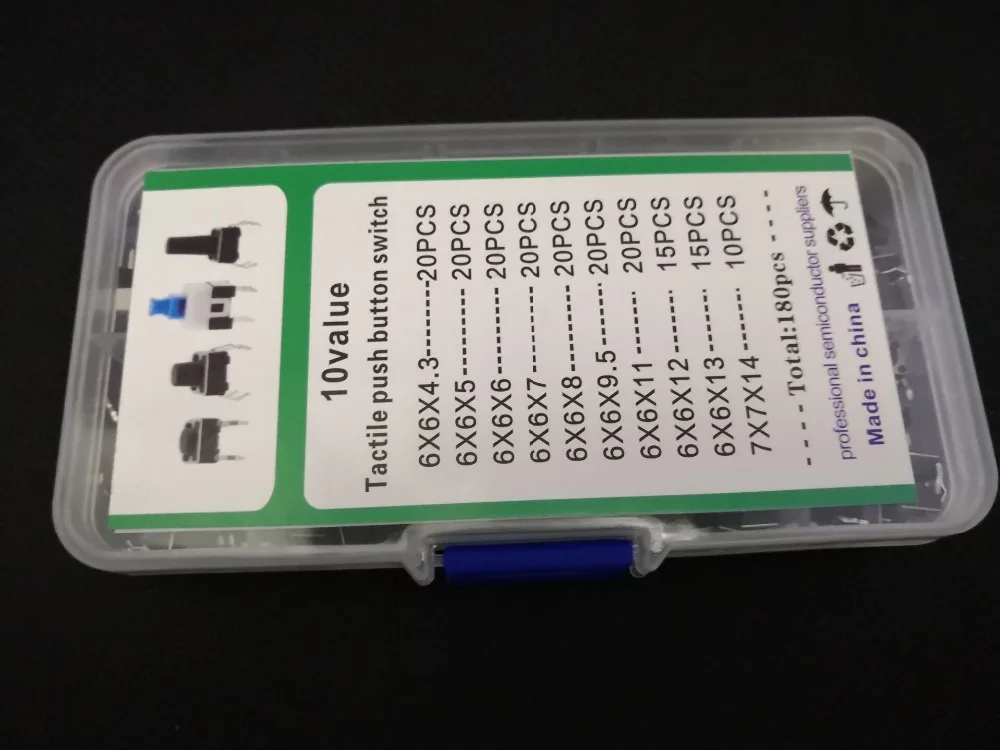 10value
Tactile push button switch
6X6X4.3--------20PCS
6X6X5--------- 20PCS
6X6X6--------- 20PCS
6X6X7--------- 20PCS
6X6X8--------- 20PCS
6X6X9.5------- 20PCS
6X6X11------- 20PCS
6X6X12------- 15PCS
6X6X13------- 15PCS
7X7X14------- 10PCS
- - - - Total:180pcs - - - -
professional semiconductor suppliers
Made in china